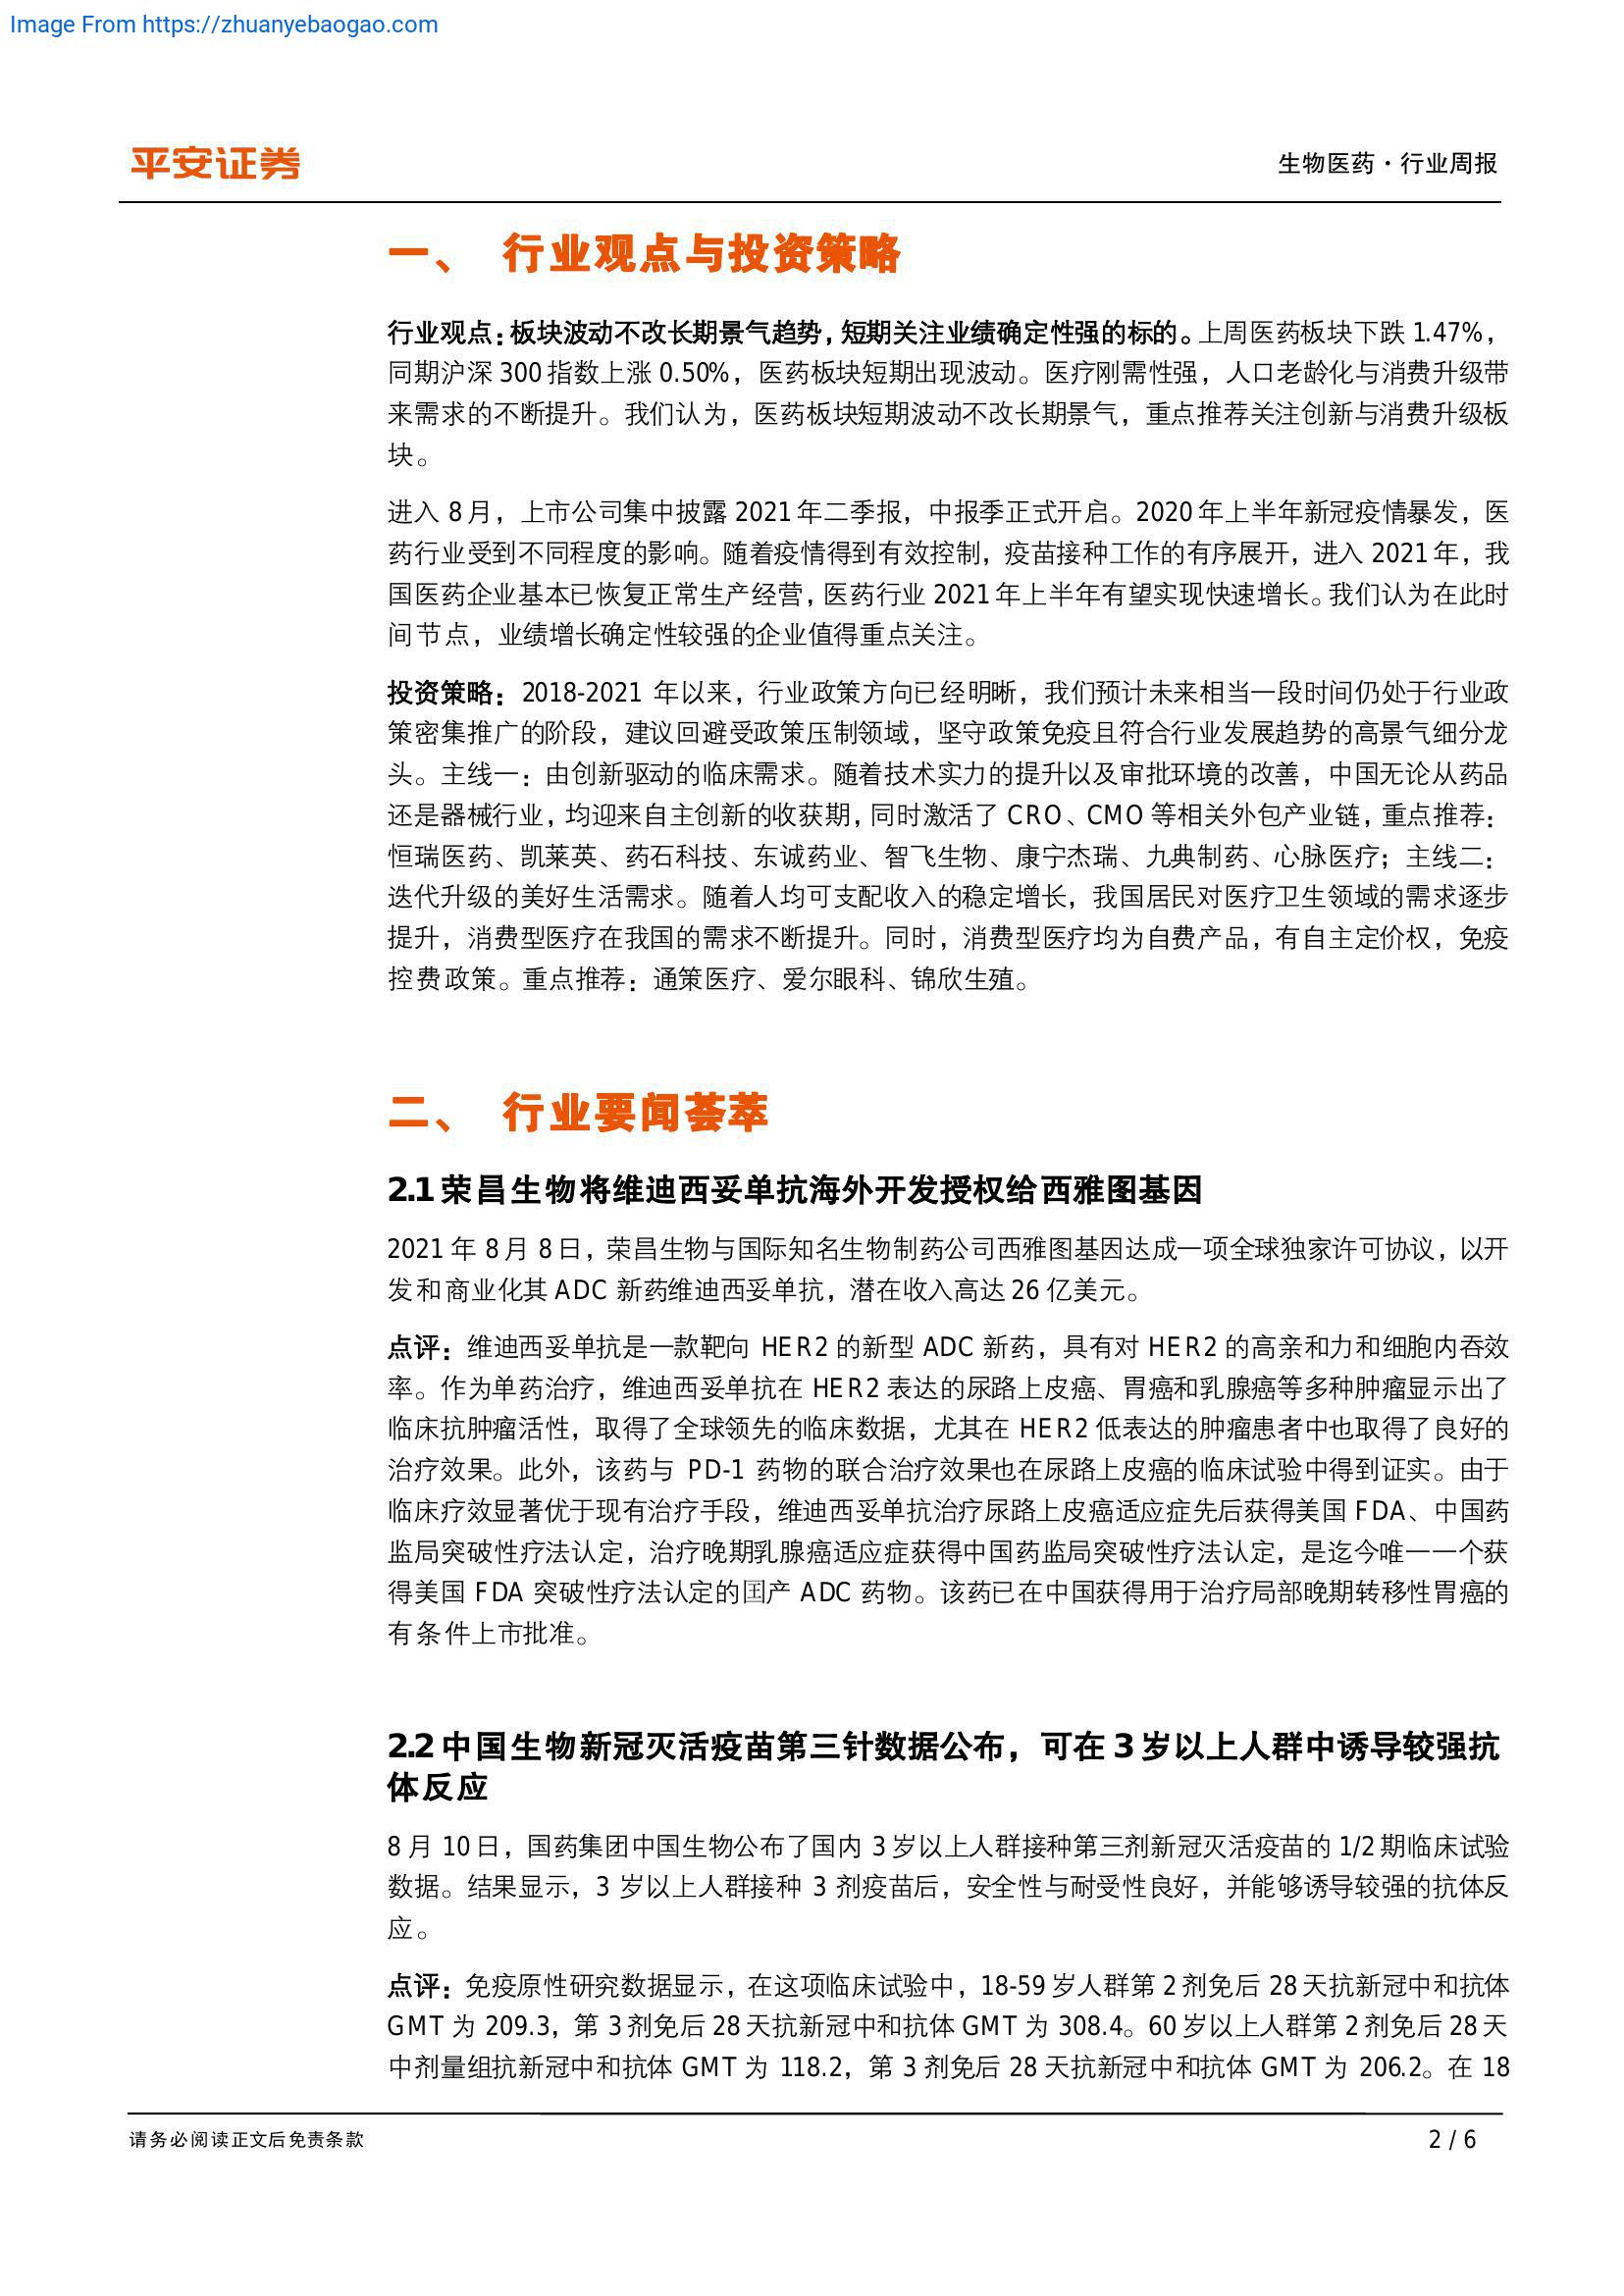 Image From https://zhuanyebaogao.com
平安证券
生物医药·行业周报
一、 行业观点与投资策略
行业观点：板块波动不改长期景气趋势，短期关注业绩确定性强的标的。上周医药板块下跌 1.47%，
同期沪深 300 指数上涨 0.50%，医药板块短期出现波动。医疗刚需性强，人口老龄化与消费升级带
来需求的不断提升。我们认为，医药板块短期波动不改长期景气，重点推荐关注创新与消费升级板
块。
进入 8 月，上市公司集中披露 2021 年二季报，中报季正式开启。2020 年上半年新冠疫情暴发，医
药行业受到不同程度的影响。随着疫情得到有效控制，疫苗接种工作的有序展开，进入 2021 年，我
国医药企业基本已恢复正常生产经营，医药行业 2021 年上半年有望实现快速增长。我们认为在此时
间节点，业绩增长确定性较强的企业值得重点关注。
投资策略：2018-2021 年以来，行业政策方向已经明晰，我们预计未来相当一段时间仍处于行业政
策密集推广的阶段，建议回避受政策压制领域，坚守政策免疫且符合行业发展趋势的高景气细分龙
头。主线一：由创新驱动的临床需求。随着技术实力的提升以及审批环境的改善，中国无论从药品
还是器械行业，均迎来自主创新的收获期，同时激活了 CRO、CMO 等相关外包产业链，重点推荐：
恒瑞医药、凯莱英、药石科技、东诚药业、智飞生物、康宁杰瑞、九典制药、心脉医疗；主线二：
迭代升级的美好生活需求。随着人均可支配收入的稳定增长，我国居民对医疗卫生领域的需求逐步
提升，消费型医疗在我国的需求不断提升。同时，消费型医疗均为自费产品，有自主定价权，免疫
控费政策。重点推荐：通策医疗、爱尔眼科、锦欣生殖。
二、 行业要闻荟萃
2.1 荣昌生物将维迪西妥单抗海外开发授权给西雅图基因
2021 年 8 月 8 日，荣昌生物与国际知名生物制药公司西雅图基因达成一项全球独家许可协议，以开
发和商业化其 ADC 新药维迪西妥单抗，潜在收入高达 26 亿美元。
点评：维迪西妥单抗是一款靶向 HER2 的新型 ADC 新药，具有对 HER2 的高亲和力和细胞内吞效
率。作为单药治疗，维迪西妥单抗在 HER2 表达的尿路上皮癌、胃癌和乳腺癌等多种肿瘤显示出了
临床抗肿瘤活性，取得了全球领先的临床数据，尤其在 HER2 低表达的肿瘤患者中也取得了良好的
治疗效果。此外，该药与 PD-1 药物的联合治疗效果也在尿路上皮癌的临床试验中得到证实。由于
临床疗效显著优于现有治疗手段，维迪西妥单抗治疗尿路上皮癌适应症先后获得美国 FDA、中国药
监局突破性疗法认定，治疗晚期乳腺癌适应症获得中国药监局突破性疗法认定，是迄今唯一一个获
得美国 FDA 突破性疗法认定的国产 ADC 药物。该药已在中国获得用于治疗局部晚期转移性胃癌的
有条件上市批准。
2.2 中国生物新冠灭活疫苗第三针数据公布，可在 3 岁以上人群中诱导较强抗
体反应
8 月 10 日，国药集团中国生物公布了国内 3 岁以上人群接种第三剂新冠灭活疫苗的 1/2 期临床试验
数据。结果显示，3 岁以上人群接种 3 剂疫苗后，安全性与耐受性良好，并能够诱导较强的抗体反
应。
点评：免疫原性研究数据显示，在这项临床试验中，18-59 岁人群第 2 剂免后 28 天抗新冠中和抗体
GMT 为 209.3，第 3 剂免后 28 天抗新冠中和抗体 GMT 为 308.4。60 岁以上人群第 2 剂免后 28 天
中剂量组抗新冠中和抗体 GMT 为 118.2，第 3 剂免后 28 天抗新冠中和抗体 GMT 为 206.2。在 18
请务必阅读正文后免责条款
2 / 6